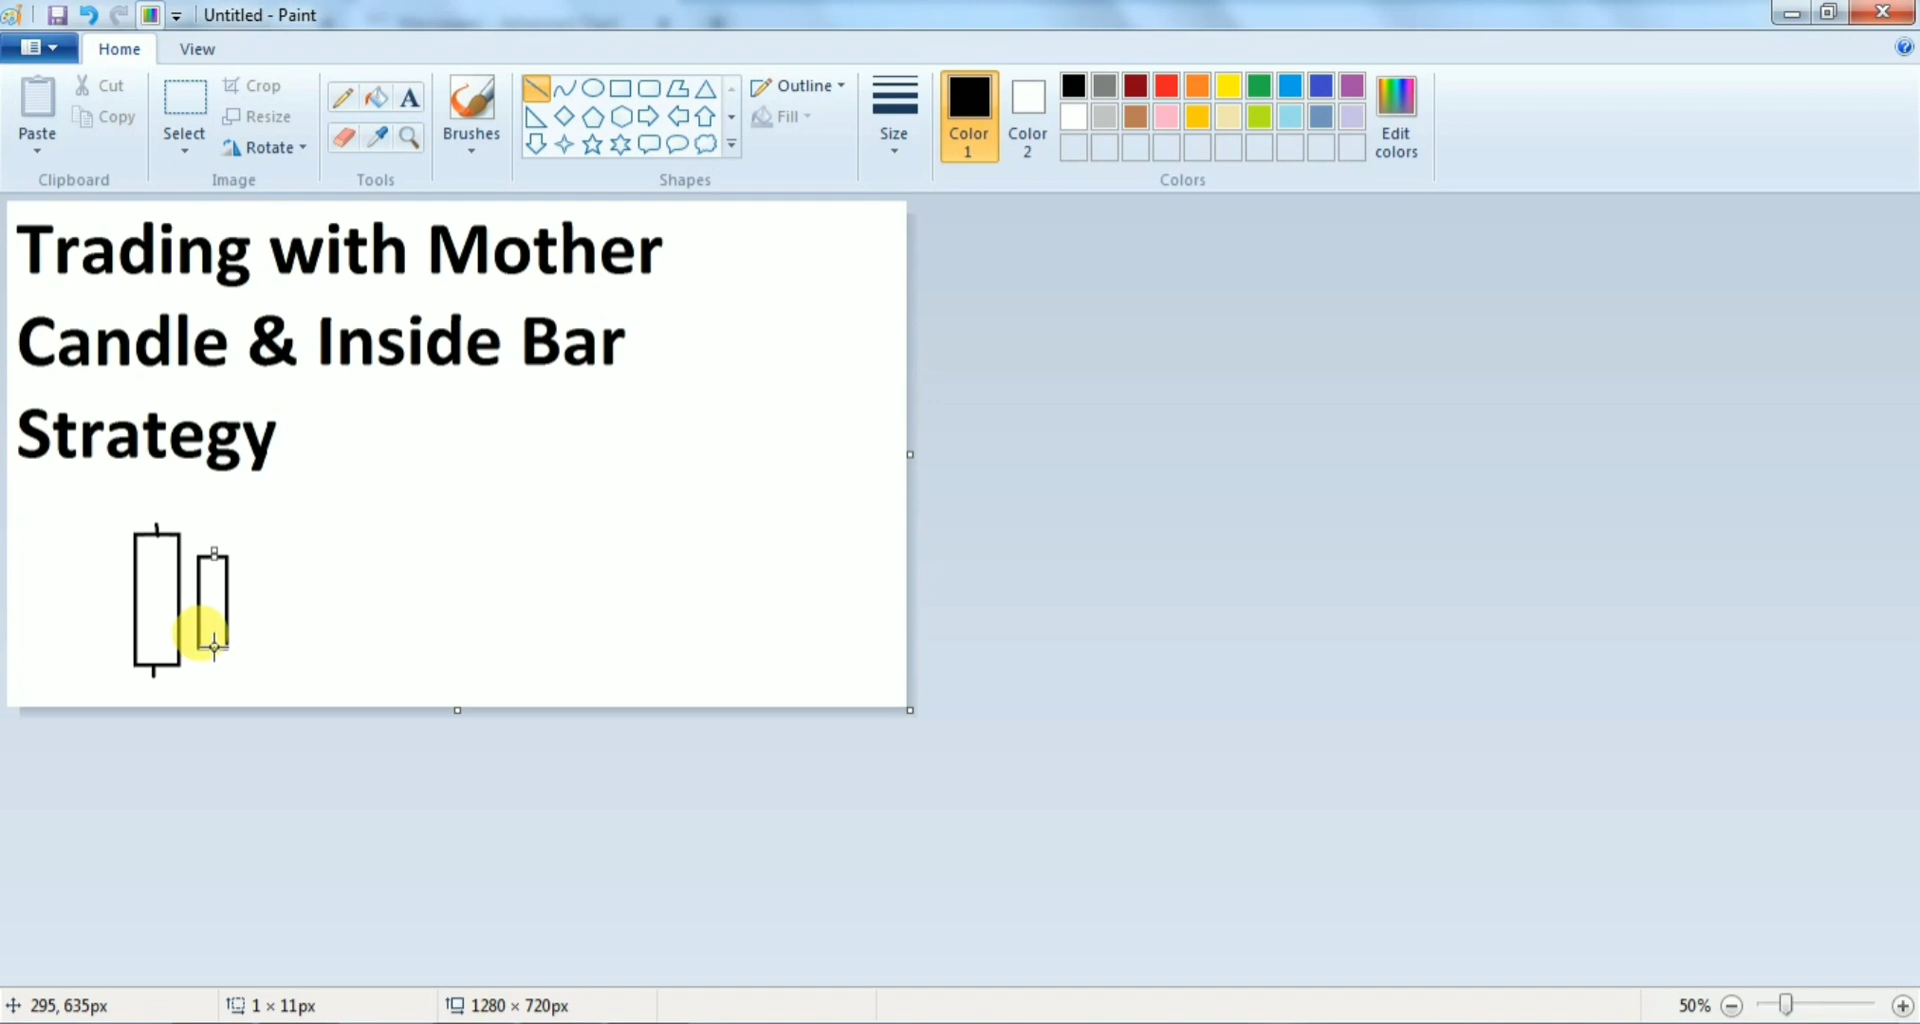 Untitled - Paint
Home View
Paste
Cut
Copy
Clipboard
Select
Crop
Resize
Rotate
Image
A
Tools
Brushes
Shapes
Outline
Fill
Size
Color 1
Color 2
Edit colors
Colors
Trading with Mother
Candle & Inside Bar
Strategy
295, 635px
1 × 11px
1280 × 720px
50%